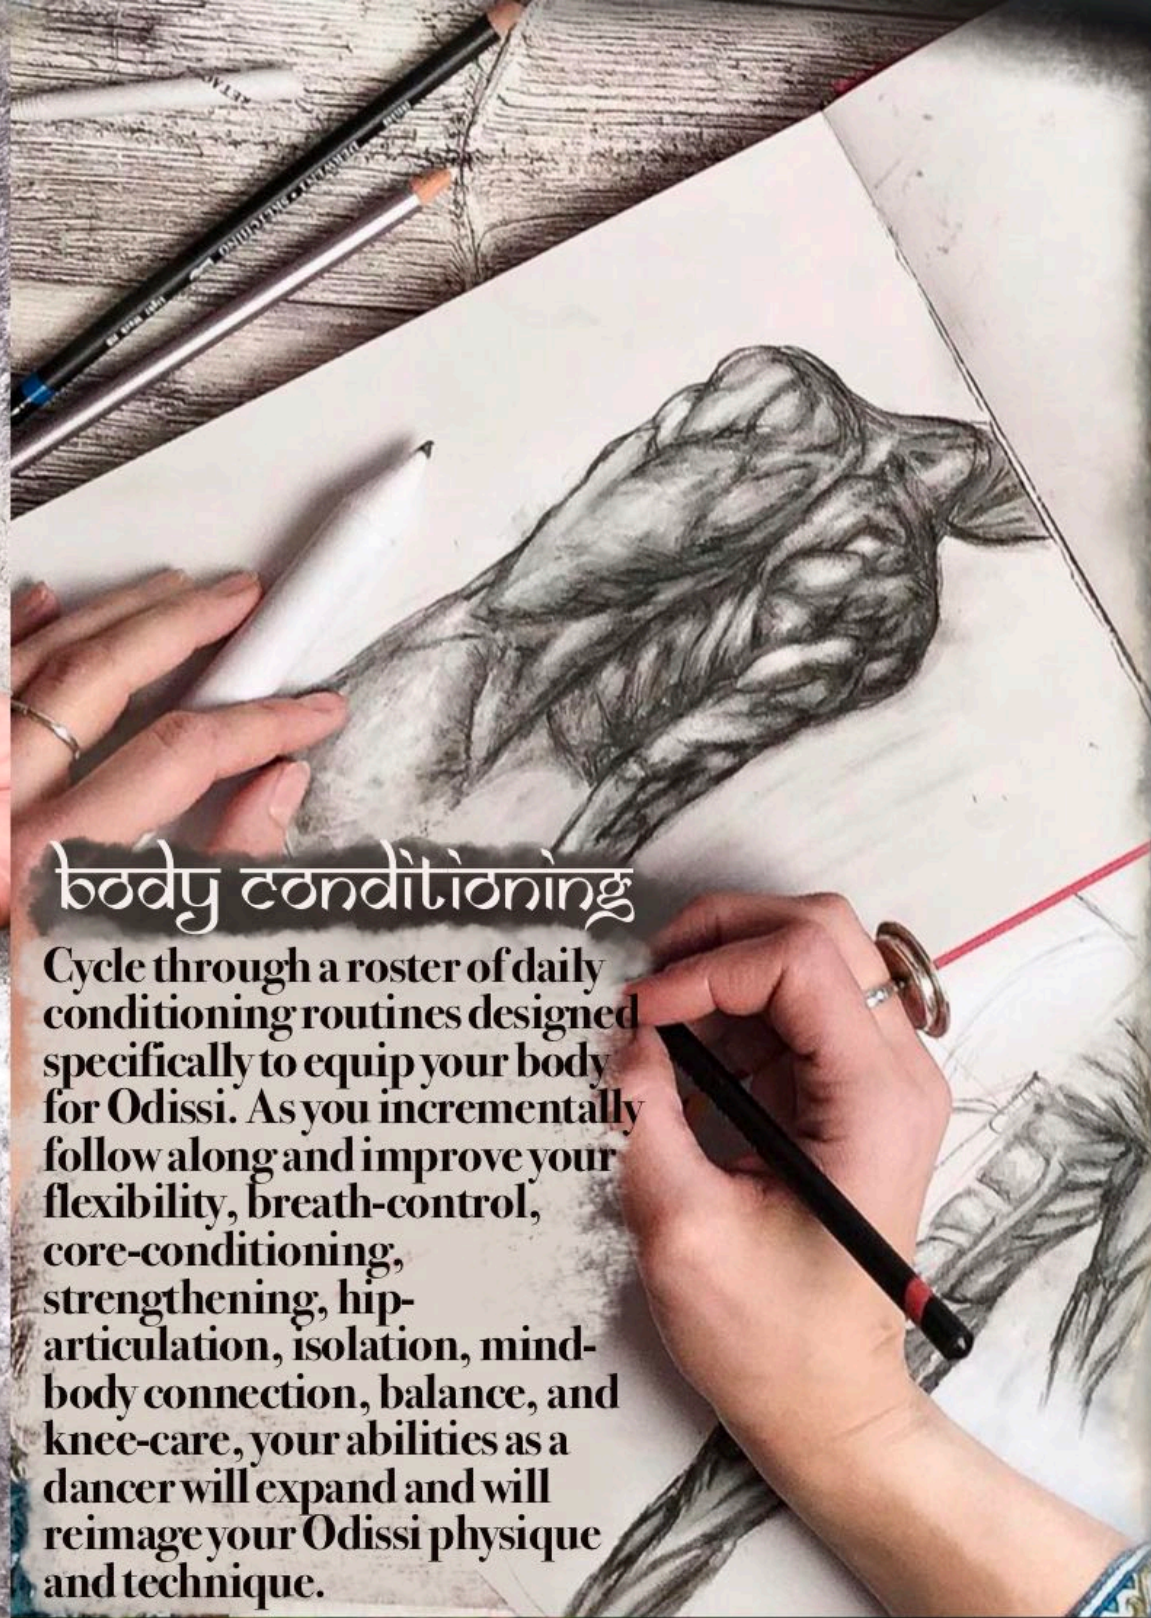 DERWENT • SKETCHING
body conditioning
Cycle through a roster of daily
conditioning routines designed
specifically to equip your body
for Odissi. As you incrementally
follow along and improve your
flexibility, breath-control,
core-conditioning,
strengthening, hip-
articulation, isolation, mind-
body connection, balance, and
knee-care, your abilities as a
dancer will expand and will
reimage your Odissi physique
and technique.